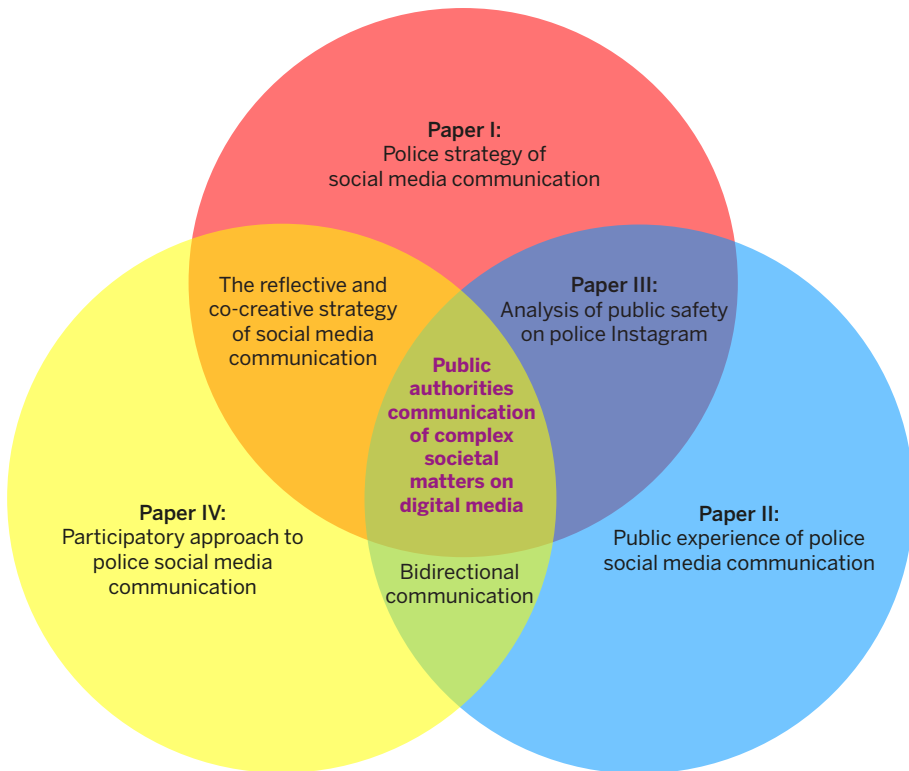 Paper I:
Police strategy of
social media communication
The reflective and
co-creative strategy
of social media
communication
Paper III:
Analysis of public safety
on police Instagram
Public
authorities
communication
of complex
societal
matters on
digital media
Paper IV:
Participatory approach to
police social media
communication
Paper II:
Public experience of police
social media communication
Bidirectional
communication